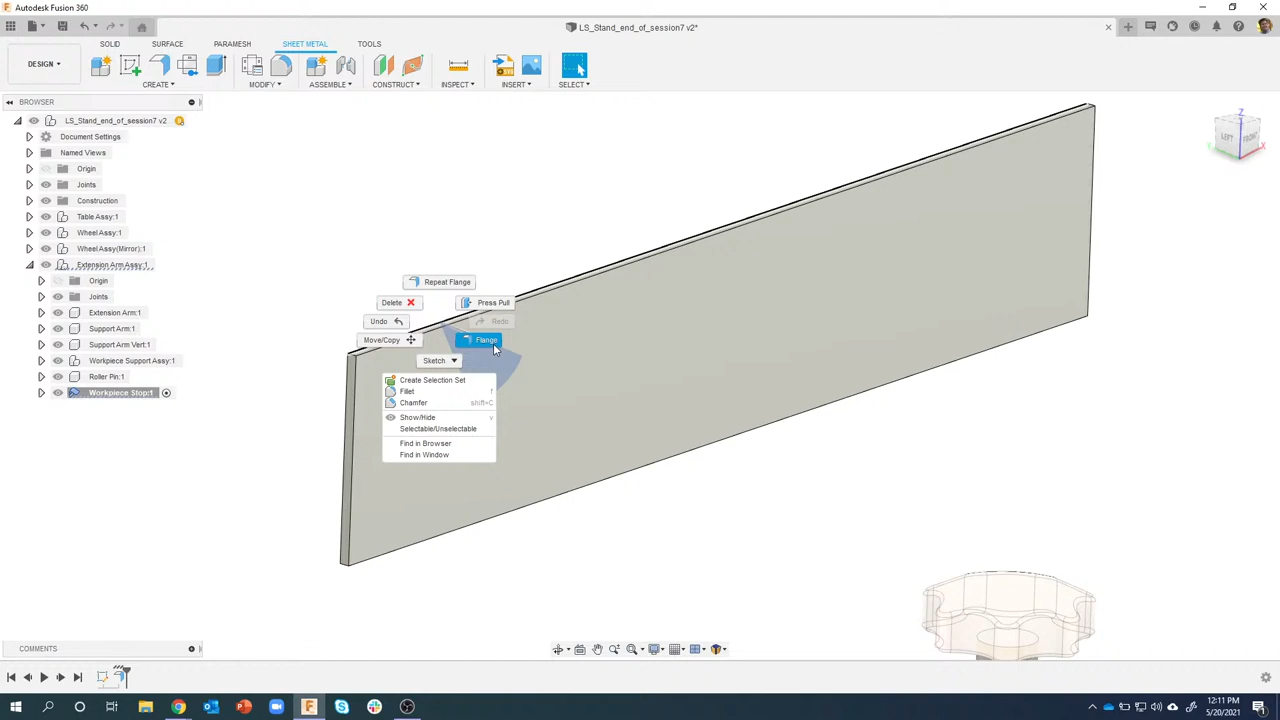 Autodesk Fusion 360
LS_Stand_end_of_session7 v2*
SOLID SURFACE PARAMESH SHEET METAL TOOLS
DESIGN
CREATE MODIFY ASSEMBLE CONSTRUCT INSPECT INSERT SELECT
BROWSER
LS_Stand_end_of_session7 v2
Document Settings
Named Views
Origin
Joints
Construction
Table Assy:1
Wheel Assy:1
Wheel Assy(Mirror):1
Extension Arm Assy:1
Origin
Joints
Extension Arm:1
Support Arm:1
Support Arm Vert:1
Workpiece Support Assy:1
Roller Pin:1
Workpiece Stop:1
Z
LEFT FRONT
Y X
Repeat Flange
Delete Press Pull
Undo Redo
Move/Copy Flange
Sketch
Create Selection Set
Fillet f
Chamfer shift+C
Show/Hide v
Selectable/Unselectable
Find in Browser
Find in Window
COMMENTS
12:11 PM
5/20/2021